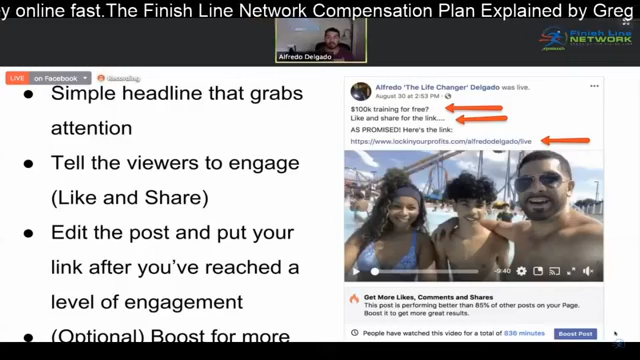 y online fast.The Finish Line Network Compensation Plan Explained by Greg
Alfredo Delgado
Finish Line
NETWORK
LIVE on Facebook
Recording
● Simple headline that grabs
attention
● Tell the viewers to engage
(Like and Share)
● Edit the post and put your
link after you've reached a
level of engagement
● (Optional) Boost for more
Alfredo 'The Life Changer' Delgado was live.
August 30 at 2:53 PM
$100k training for free?
Like and share for the link....
AS PROMISED! Here's the link:
https://www.lockinyourprofits.com/alfredodelgado/live
-9:40
Get More Likes, Comments and Shares
This post is performing better than 85% of other posts on your Page.
Boost it to get more great results.
People have watched this video for a total of 836 minutes
Boost Post